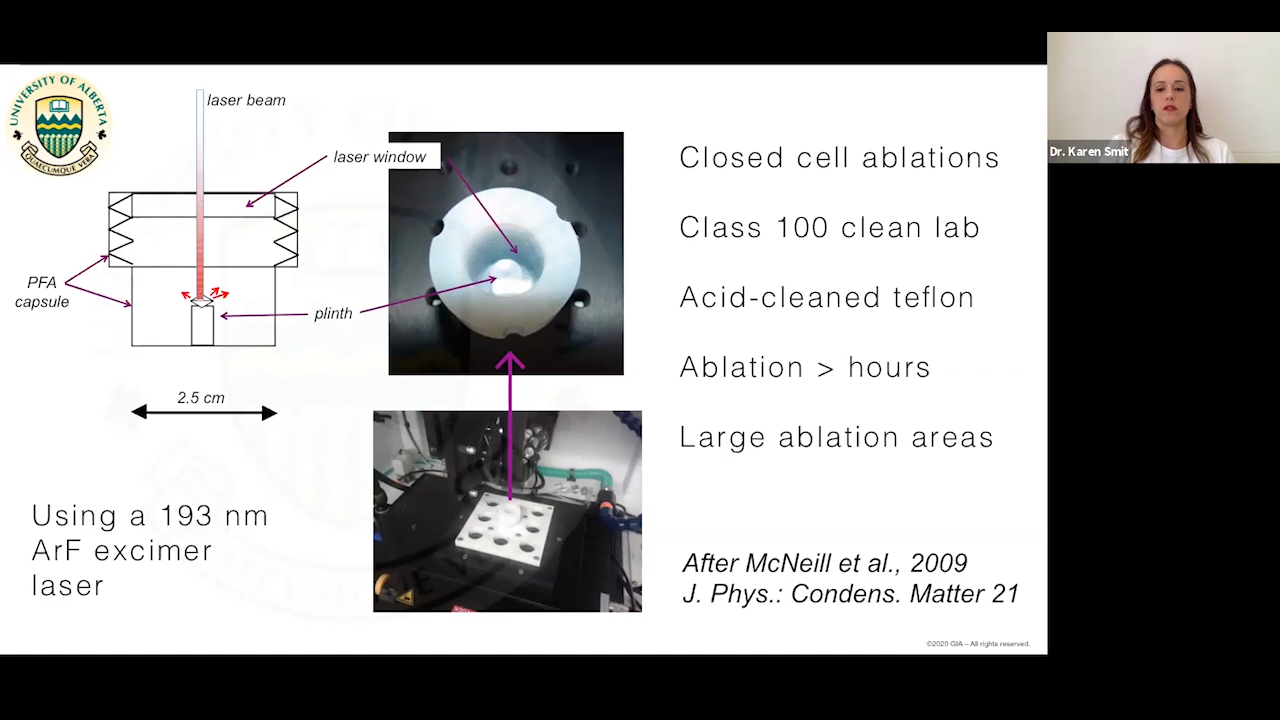 UNIVERSITY OF ALBERTA
QUAECUMQUE VERA
laser beam
laser window
PFA
capsule
plinth
2.5 cm
Using a 193 nm
ArF excimer
laser
Closed cell ablations
Class 100 clean lab
Acid-cleaned teflon
Ablation > hours
Large ablation areas
After McNeill et al., 2009
J. Phys.: Condens. Matter 21
©2020 GIA – All rights reserved.
Dr. Karen Smit